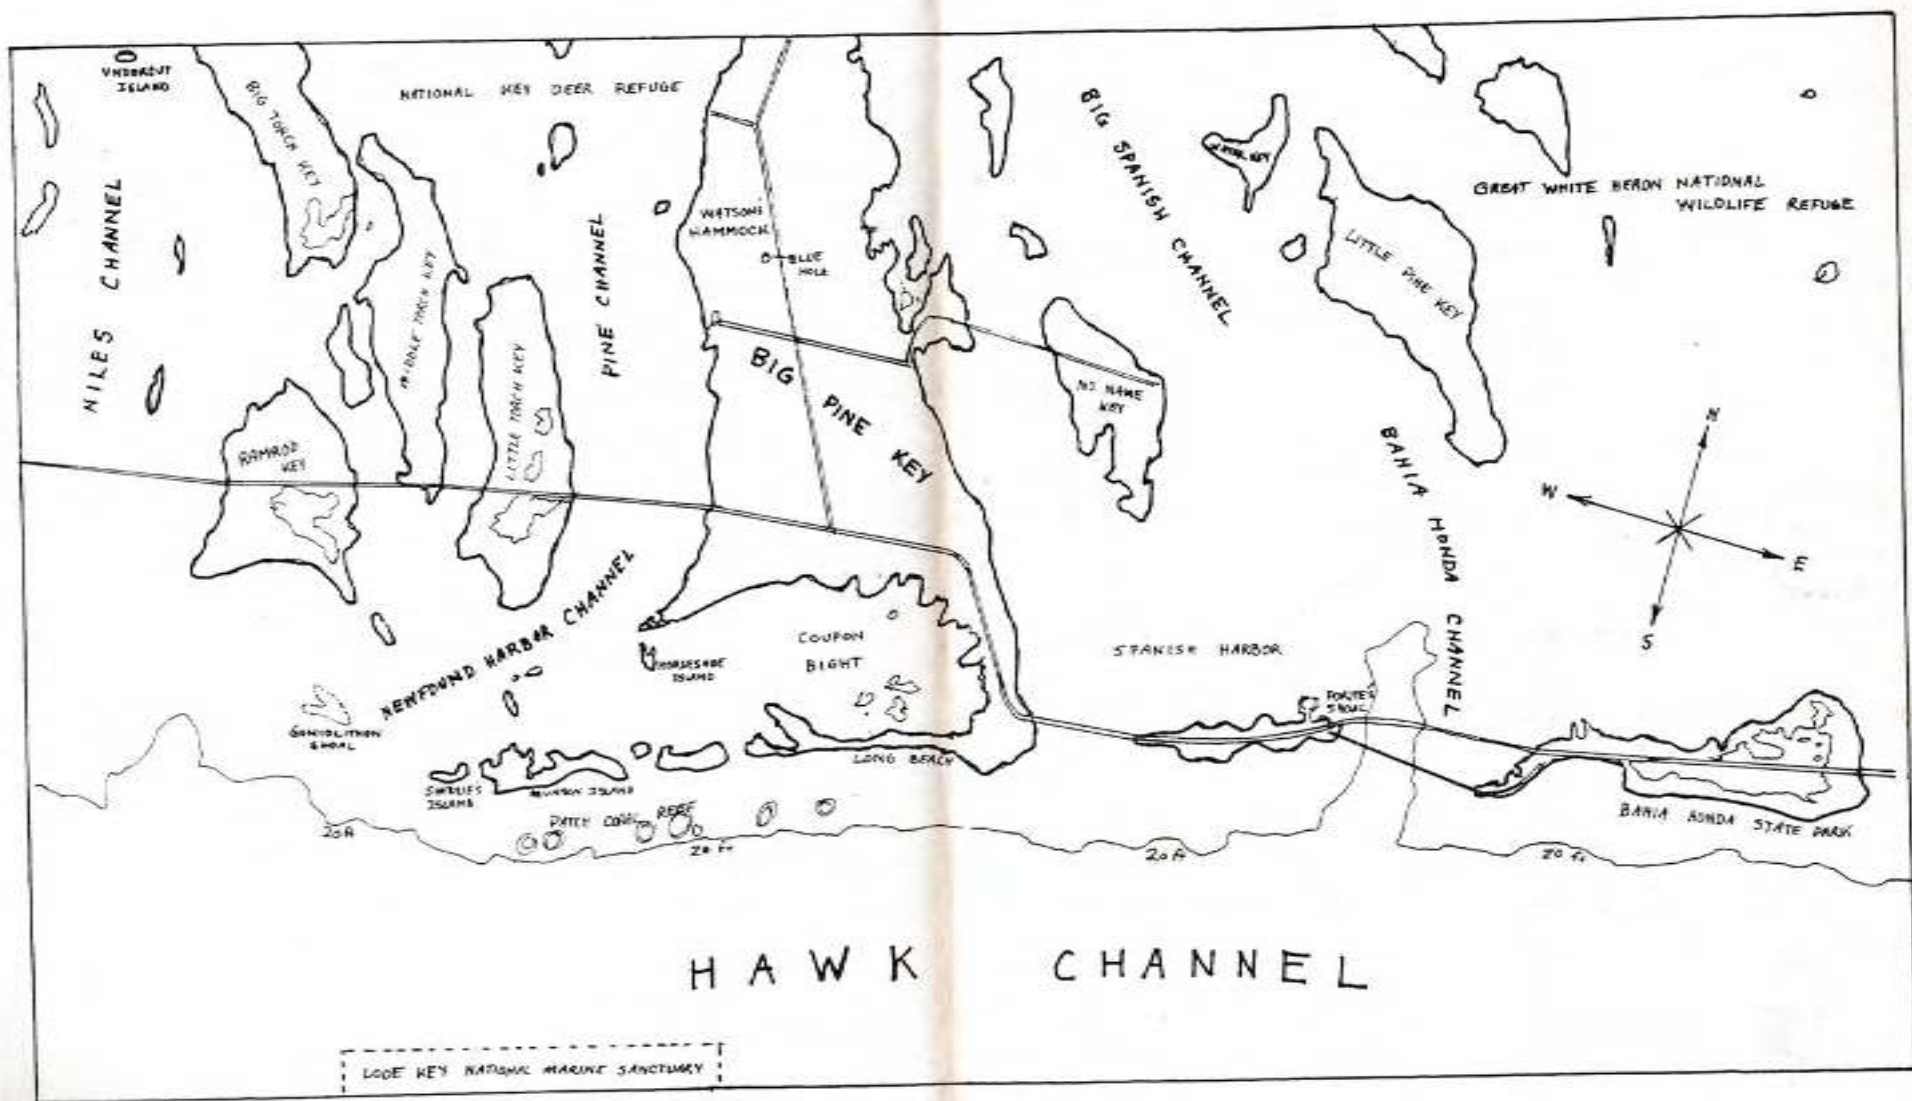 UNDERCUT
ISLAND
BIG TORCH KEY
NATIONAL KEY DEER REFUGE
NILES CHANNEL
PINE CHANNEL
MIDDLE TORCH KEY
LITTLE TORCH KEY
RAMROD
KEY
WATSONS
HAMMOCK
BLUE
HOLE
BIG PINE KEY
BIG SPANISH CHANNEL
LITTLE PINE KEY
GREAT WHITE HERON NATIONAL
WILDLIFE REFUGE
NO NAME
KEY
BAHIA HONDA CHANNEL
N
W
E
S
NEWFOUND HARBOR CHANNEL
HORSESHOE
ISLAND
COUPON
BIGHT
SPANISH HARBOR
GONIOLITHON
SHOAL
LONG BEACH
ISLAND
ISLAND
PATCH CORAL REEF
BAHIA HONDA STATE PARK
20 ft
20 ft
20 ft
20 ft
HAWK CHANNEL
LOOE KEY NATIONAL MARINE SANCTUARY